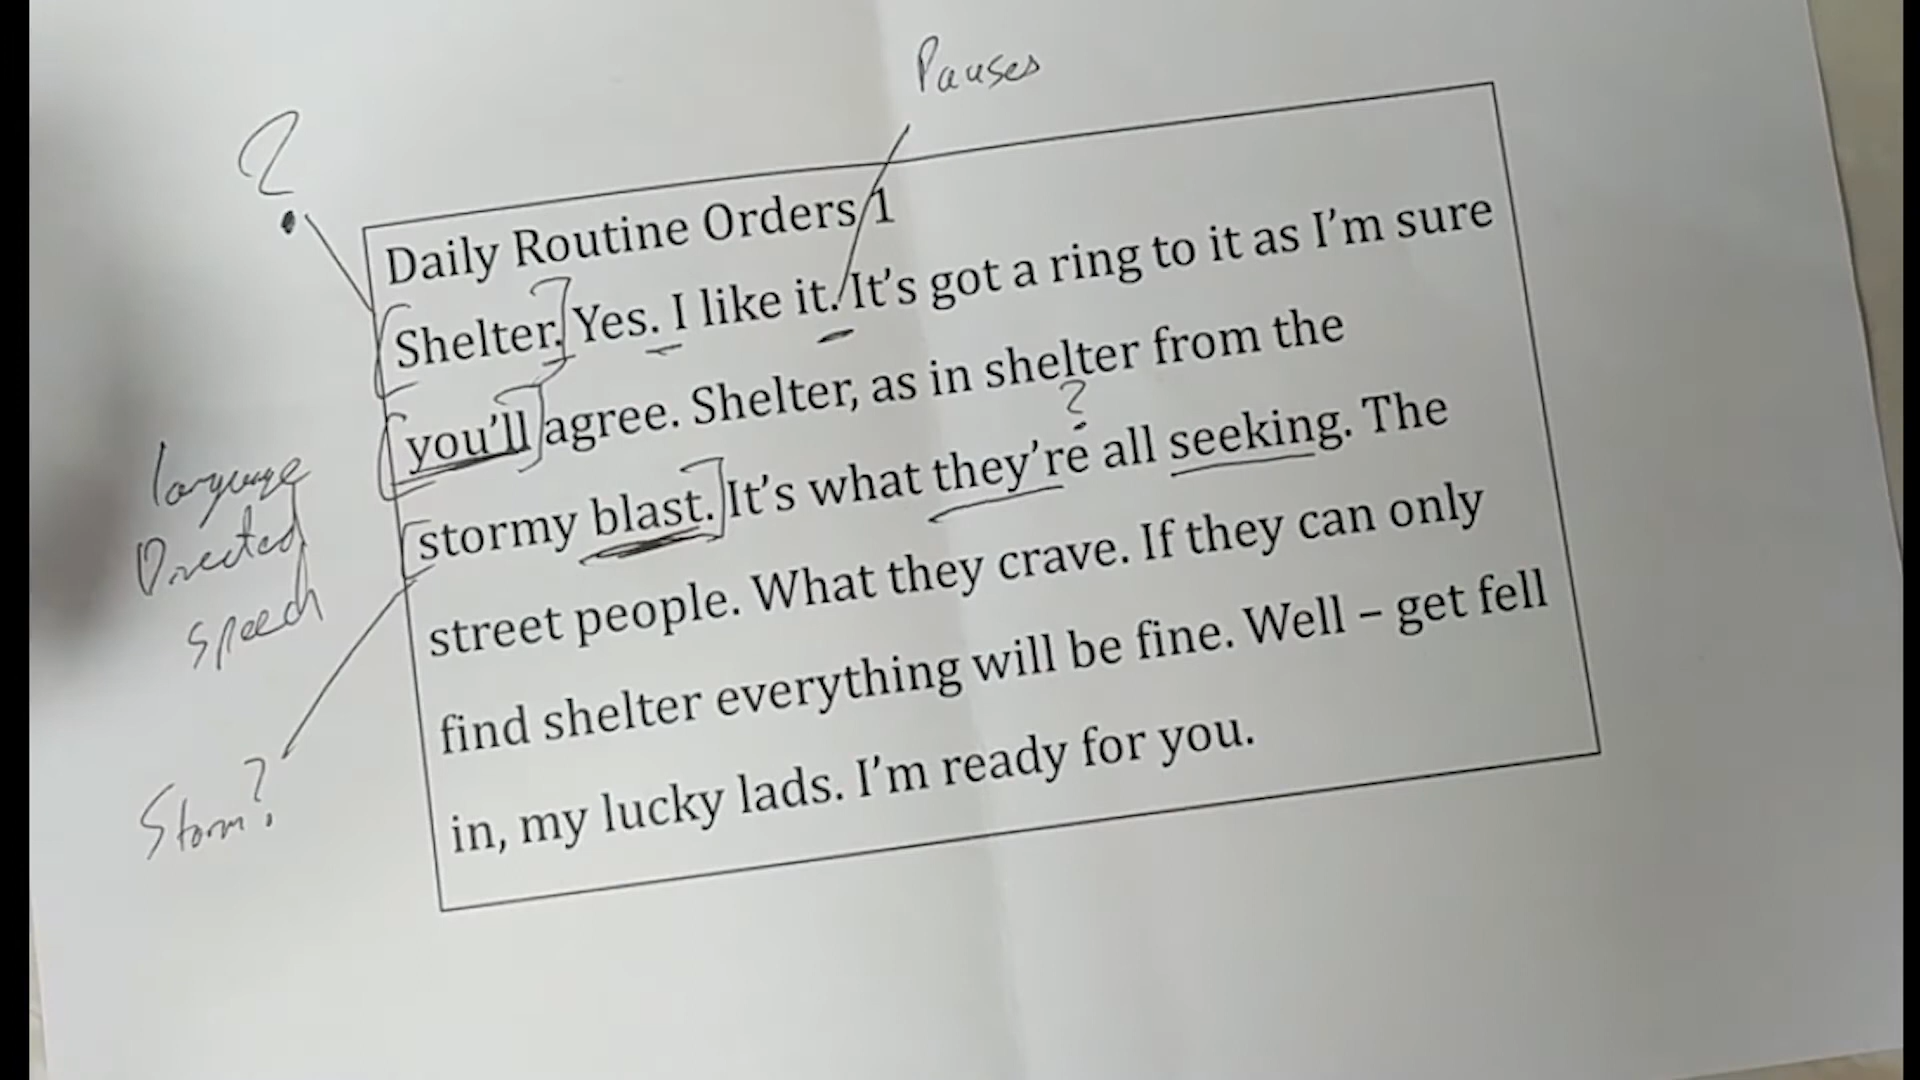 Pauses
?
Daily Routine Orders 1
Shelter. Yes. I like it. It's got a ring to it as I'm sure
you'll agree. Shelter, as in shelter from the
?
stormy blast. It's what they're all seeking. The
street people. What they crave. If they can only
find shelter everything will be fine. Well – get fell
in, my lucky lads. I'm ready for you.
language
Directed
speech
Storm?